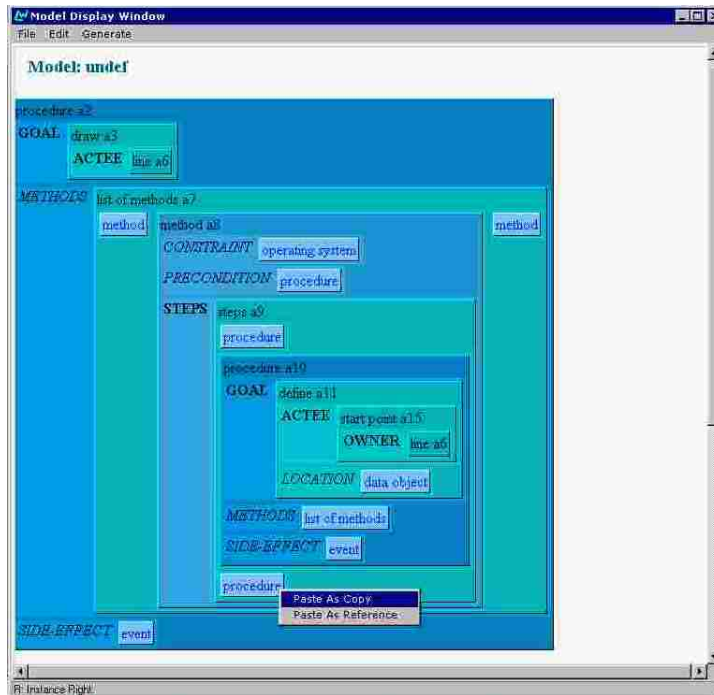 Model Display Window
File Edit Generate
Model: undef
procedure a2
GOAL draw a3
ACTEE line a6
METHODS list of methods a7
method method a8 method
CONSTRAINT operating system
PRECONDITION procedure
STEPS steps a9
procedure
procedure a10
GOAL define a11
ACTEE start point a15
OWNER line a6
LOCATION data object
METHODS list of methods
SIDE-EFFECT event
procedure
Paste As Copy
Paste As Reference
SIDE-EFFECT event
R: Instance Right.